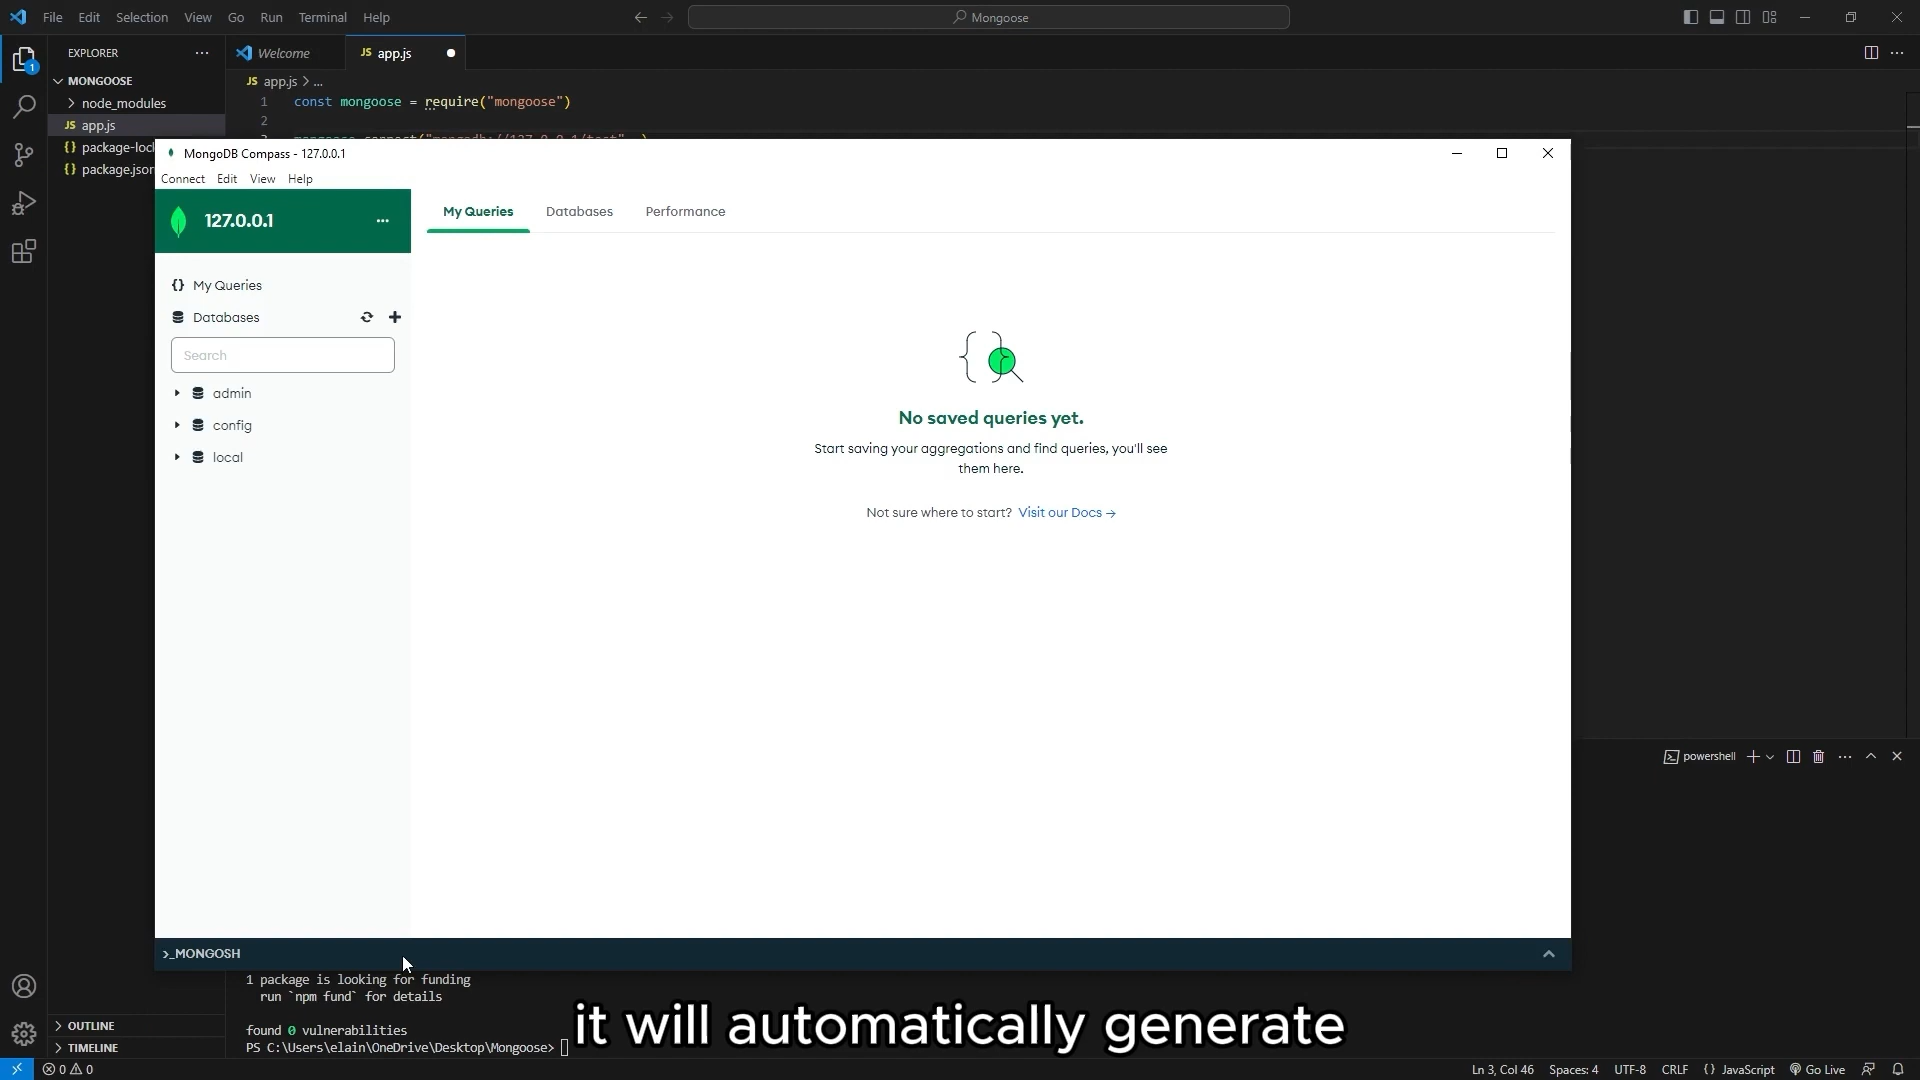 File Edit Selection View Go Run Terminal Help
Mongoose
EXPLORER
Welcome
JS app.js
MONGOOSE
JS app.js > ...
node_modules
1 const mongoose = require("mongoose")
JS app.js
2
{} package-lock
{} package.json
MongoDB Compass - 127.0.0.1
Connect Edit View Help
127.0.0.1
My Queries Databases Performance
{} My Queries
Databases
Search
admin
config
local
No saved queries yet.
Start saving your aggregations and find queries, you'll see
them here.
Not sure where to start? Visit our Docs →
powershell
>_MONGOSH
1 package is looking for funding
run `npm fund` for details
found 0 vulnerabilities
PS C:\Users\elain\OneDrive\Desktop\Mongoose>
it will automatically generate
OUTLINE
TIMELINE
0 0
Ln 3, Col 46 Spaces: 4 UTF-8 CRLF {} JavaScript Go Live